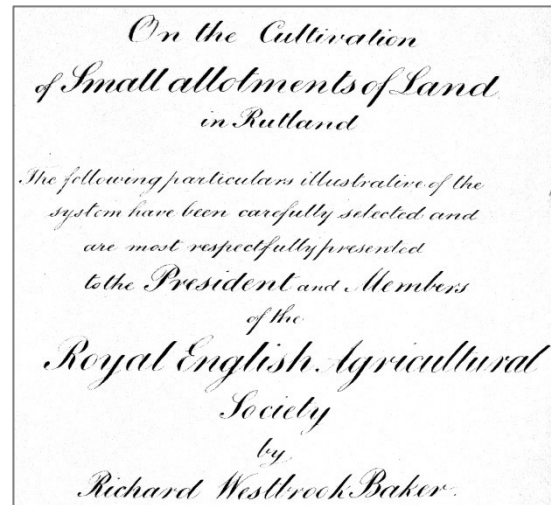 On the Cultivation
of Small allotments of Land
in Rutland
The following particulars illustrative of the
system have been carefully selected and
are most respectfully presented
to the President and Members
of the
Royal English Agricultural
Society
by
Richard Westbrook Baker.